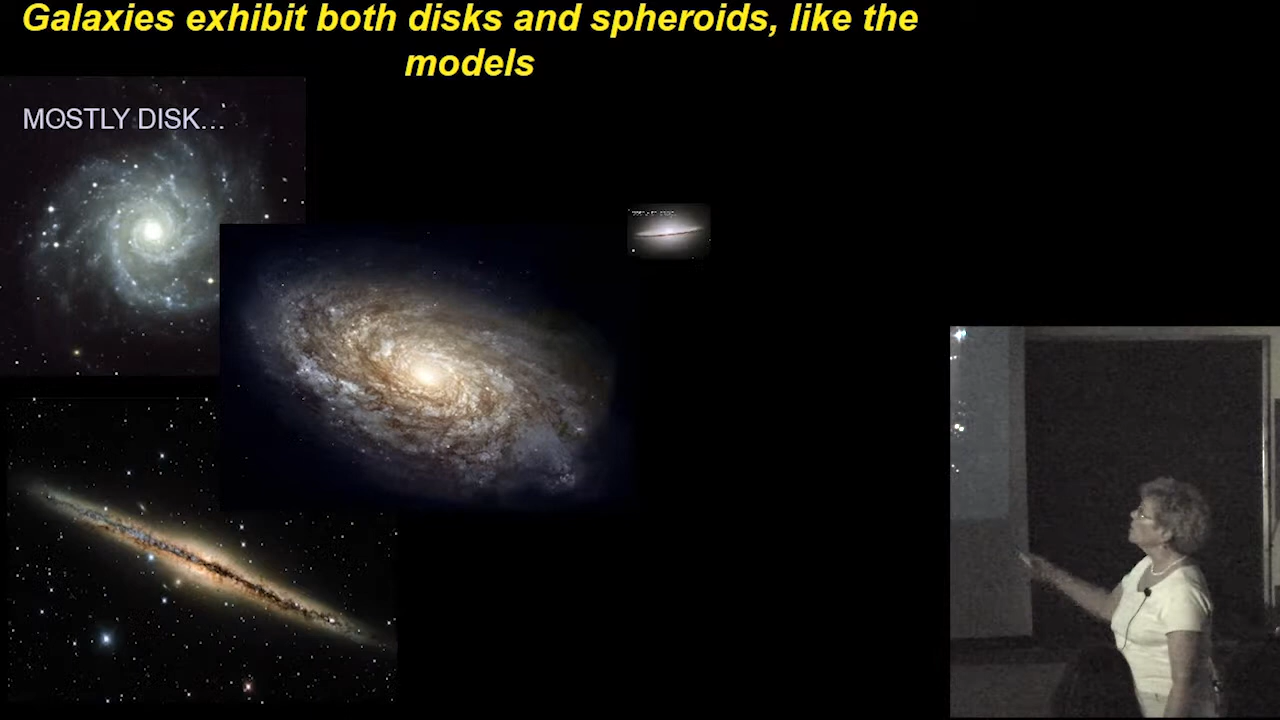 Galaxies exhibit both disks and spheroids, like the
models
MOSTLY DISK…